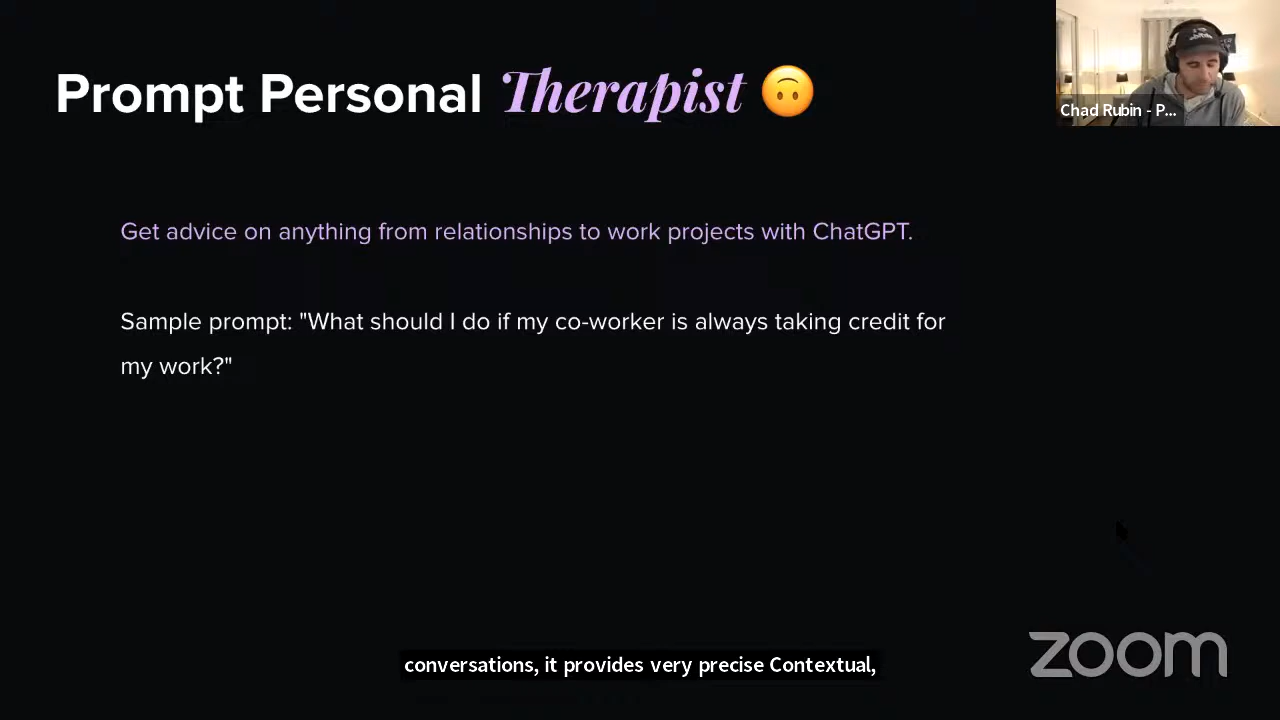 Prompt Personal Therapist 🙃
Chad Rubin - P...
Get advice on anything from relationships to work projects with ChatGPT.
Sample prompt: "What should I do if my co-worker is always taking credit for
my work?"
conversations, it provides very precise Contextual,
zoom